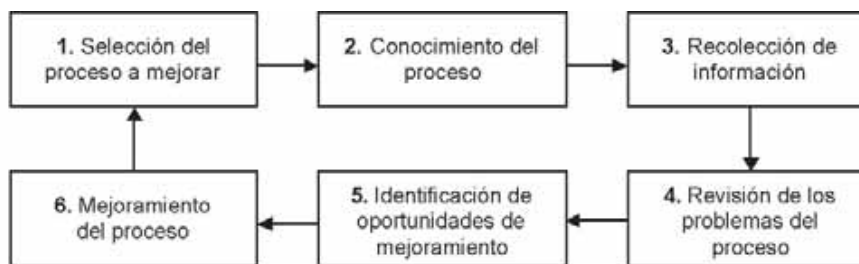 1. Selección del
proceso a mejorar
2. Conocimiento del
proceso
3. Recolección de
información
4. Revisión de los
problemas del
proceso
5. Identificación de
oportunidades de
mejoramiento
6. Mejoramiento
del proceso